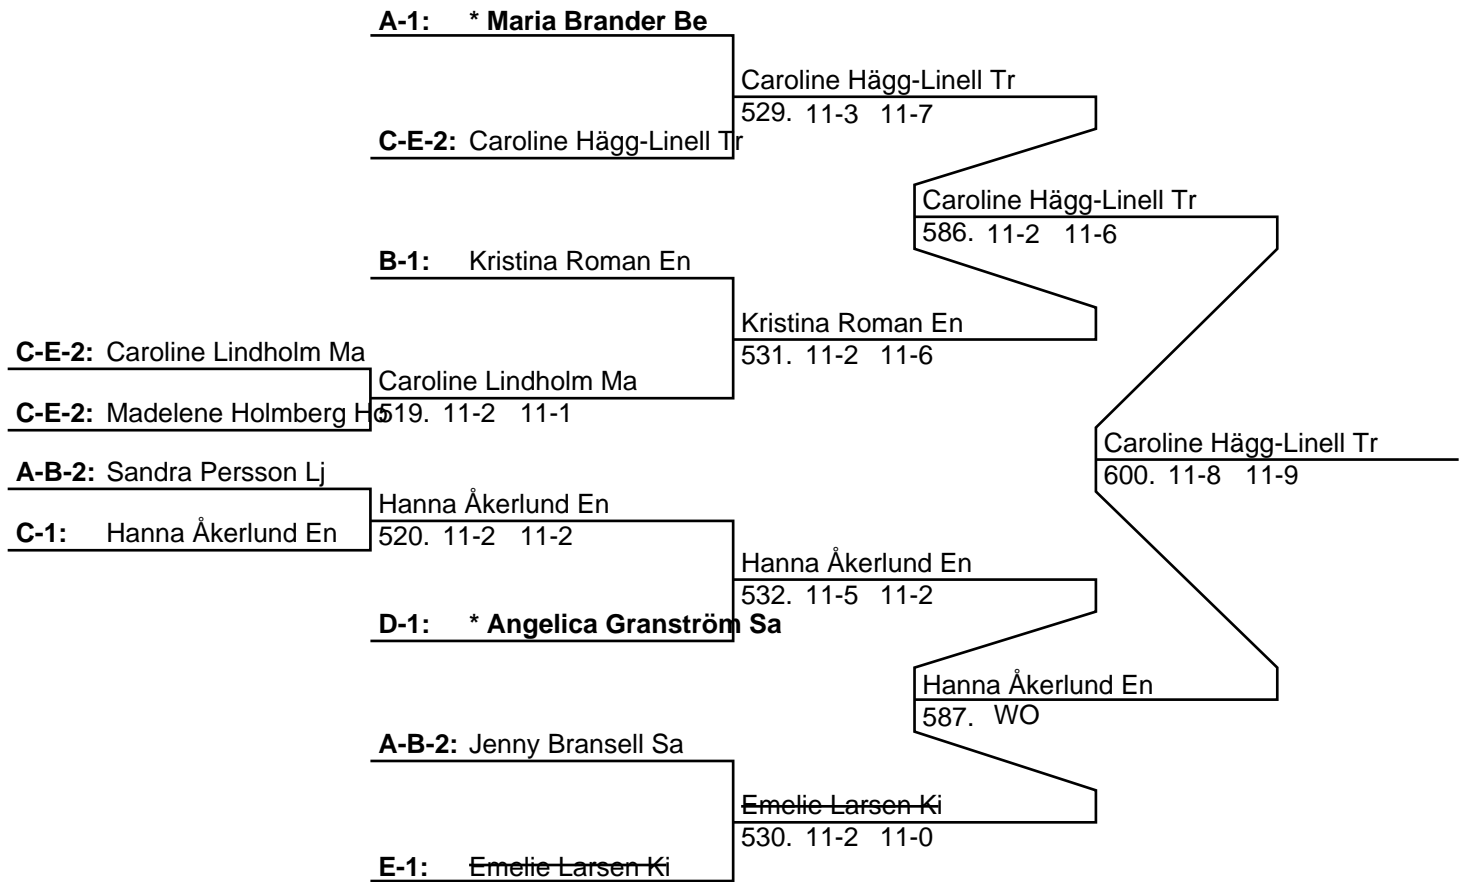 A-1: * Maria Brander Be
Caroline Hägg-Linell Tr
529. 11-3 11-7
C-E-2: Caroline Hägg-Linell Tr
Caroline Hägg-Linell Tr
586. 11-2 11-6
B-1: Kristina Roman En
Kristina Roman En
531. 11-2 11-6
C-E-2: Caroline Lindholm Ma
Caroline Lindholm Ma
C-E-2: Madelene Holmberg Ho
519. 11-2 11-1
Caroline Hägg-Linell Tr
600. 11-8 11-9
A-B-2: Sandra Persson Lj
Hanna Åkerlund En
C-1: Hanna Åkerlund En
520. 11-2 11-2
Hanna Åkerlund En
532. 11-5 11-2
D-1: * Angelica Granström Sa
Hanna Åkerlund En
587. WO
A-B-2: Jenny Bransell Sa
Emelie Larsen Ki
530. 11-2 11-0
E-1: Emelie Larsen Ki